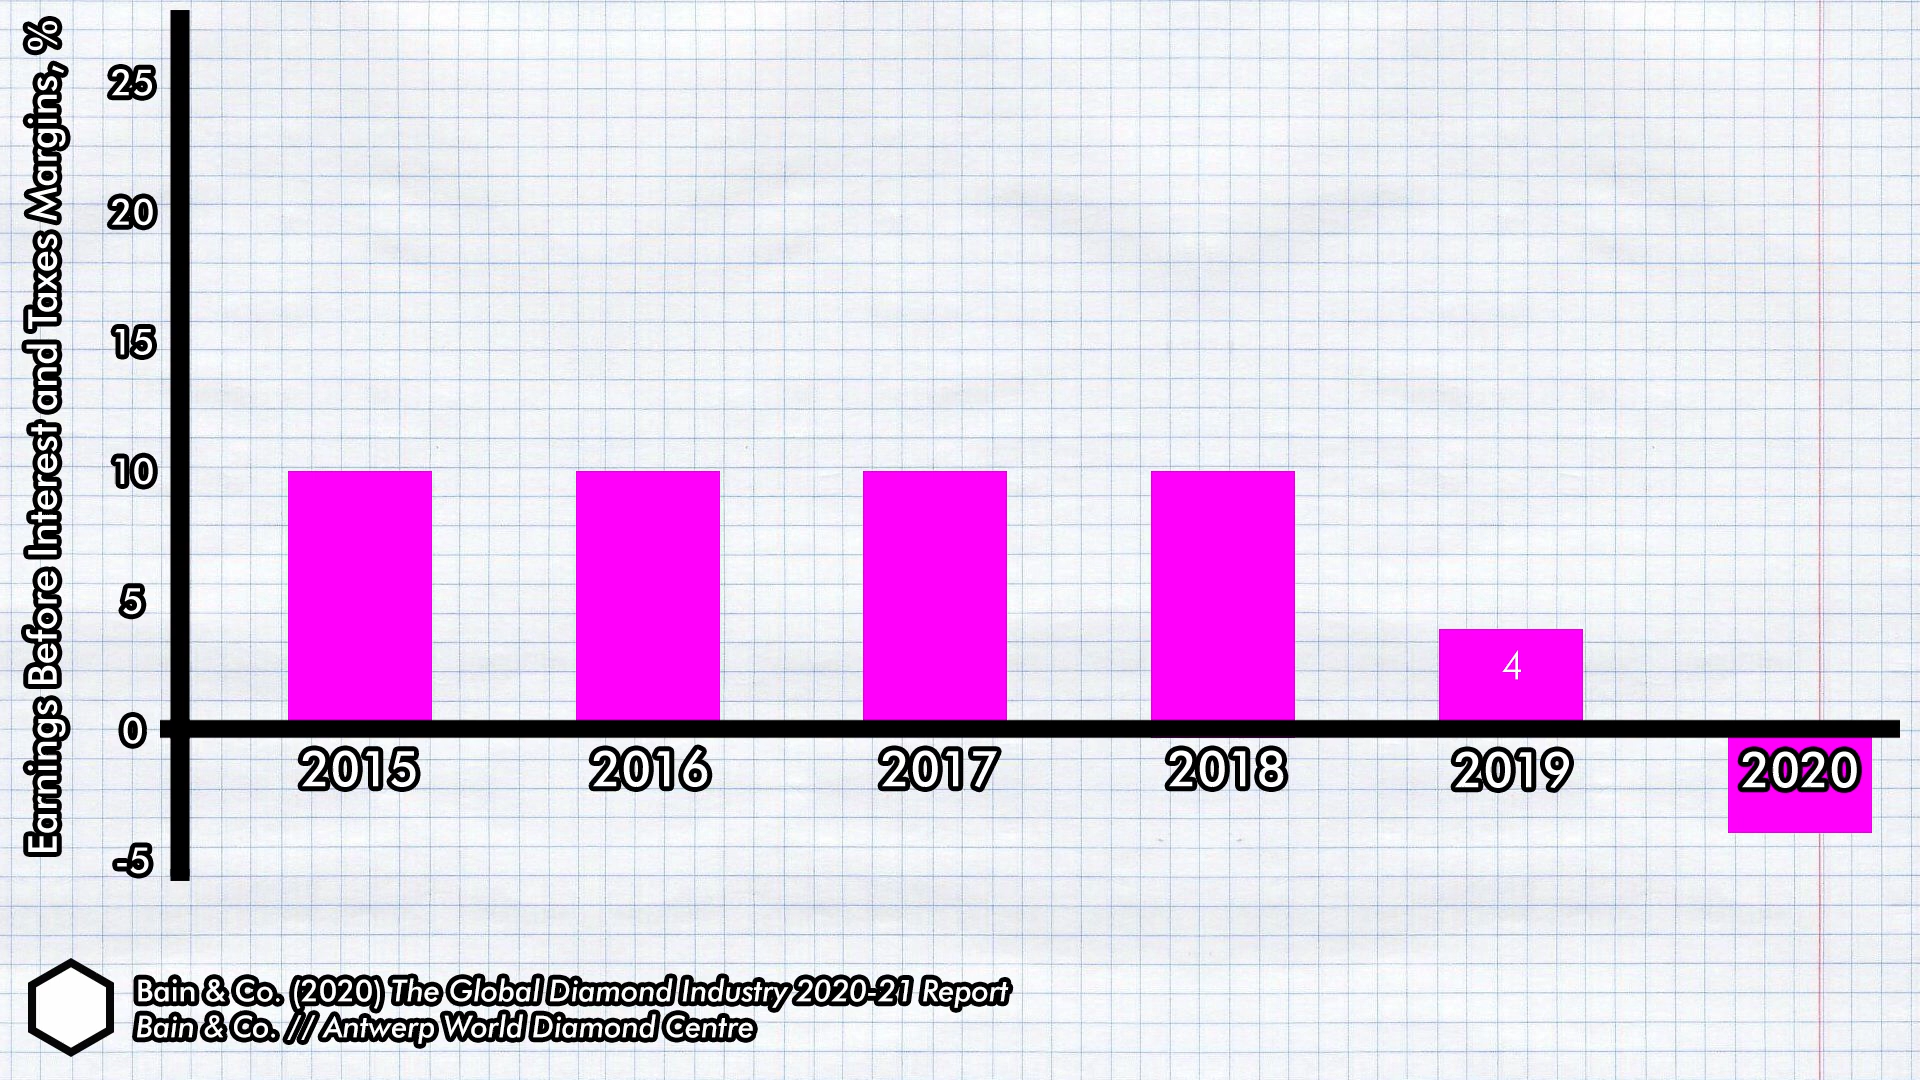 Earnings Before Interest and Taxes Margins, %
25
20
15
10
5
0
-5
4
2015 2016 2017 2018 2019 2020
Bain & Co. (2020) The Global Diamond Industry 2020-21 Report
Bain & Co. // Antwerp World Diamond Centre